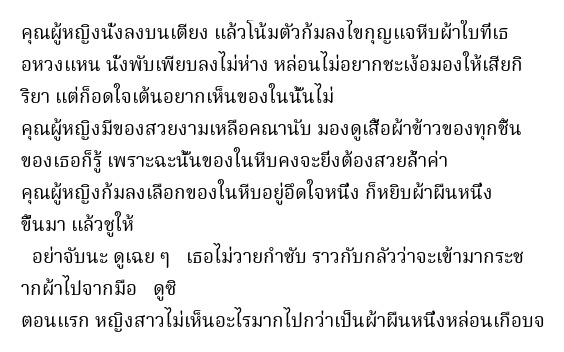 คุณผู้หญิงนั่งลงบนเตียง แล้วโน้มตัวก้มลงไขกุญแจหีบผ้าใบที่เธ
อหวงแหน นั่งพับเพียบลงไม่ห่าง หล่อนไม่อยากชะเง้อมองให้เสียกิ
ริยา แต่ก็อดใจเต้นอยากเห็นของในนั้นไม่
คุณผู้หญิงมีของสวยงามเหลือคณานับ มองดูเสื้อผ้าข้าวของทุกชิ้น
ของเธอก็รู้ เพราะฉะนั้นของในหีบคงจะยิ่งต้องสวยล้ำค่า
คุณผู้หญิงก้มลงเลือกของในหีบอยู่อึดใจหนึ่ง ก็หยิบผ้าผืนหนึ่ง
ขึ้นมา แล้วชูให้
อย่าจับนะ ดูเฉย ๆ เธอไม่วายกำชับ ราวกับกลัวว่าจะเข้ามากระช
ากผ้าไปจากมือ ดูซิ
ตอนแรก หญิงสาวไม่เห็นอะไรมากไปกว่าเป็นผ้าผืนหนึ่งหล่อนเกือบจ